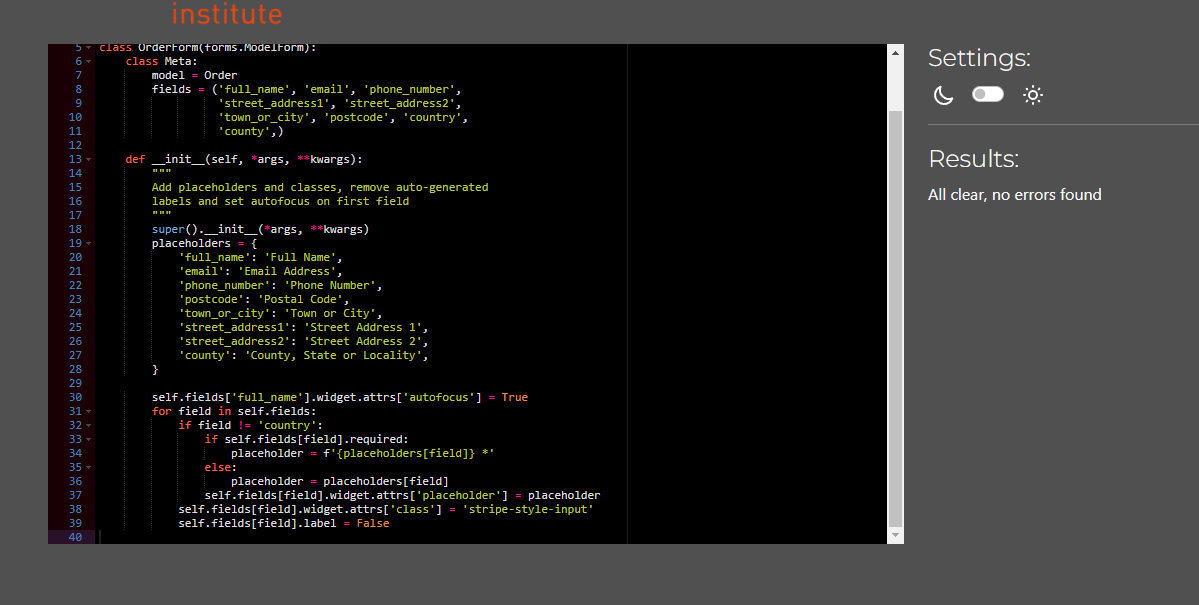 institute
5 class OrderForm(forms.ModelForm):
6     class Meta:
7         model = Order
8         fields = ('full_name', 'email', 'phone_number',
9                   'street_address1', 'street_address2',
10                   'town_or_city', 'postcode', 'country',
11                   'county',)
12
13     def __init__(self, *args, **kwargs):
14         """
15         Add placeholders and classes, remove auto-generated
16         labels and set autofocus on first field
17         """
18         super().__init__(*args, **kwargs)
19         placeholders = {
20             'full_name': 'Full Name',
21             'email': 'Email Address',
22             'phone_number': 'Phone Number',
23             'postcode': 'Postal Code',
24             'town_or_city': 'Town or City',
25             'street_address1': 'Street Address 1',
26             'street_address2': 'Street Address 2',
27             'county': 'County, State or Locality',
28         }
29
30         self.fields['full_name'].widget.attrs['autofocus'] = True
31         for field in self.fields:
32             if field != 'country':
33                 if self.fields[field].required:
34                     placeholder = f'{placeholders[field]} *'
35                 else:
36                     placeholder = placeholders[field]
37                 self.fields[field].widget.attrs['placeholder'] = placeholder
38             self.fields[field].widget.attrs['class'] = 'stripe-style-input'
39             self.fields[field].label = False
40
Settings:
Results:
All clear, no errors found